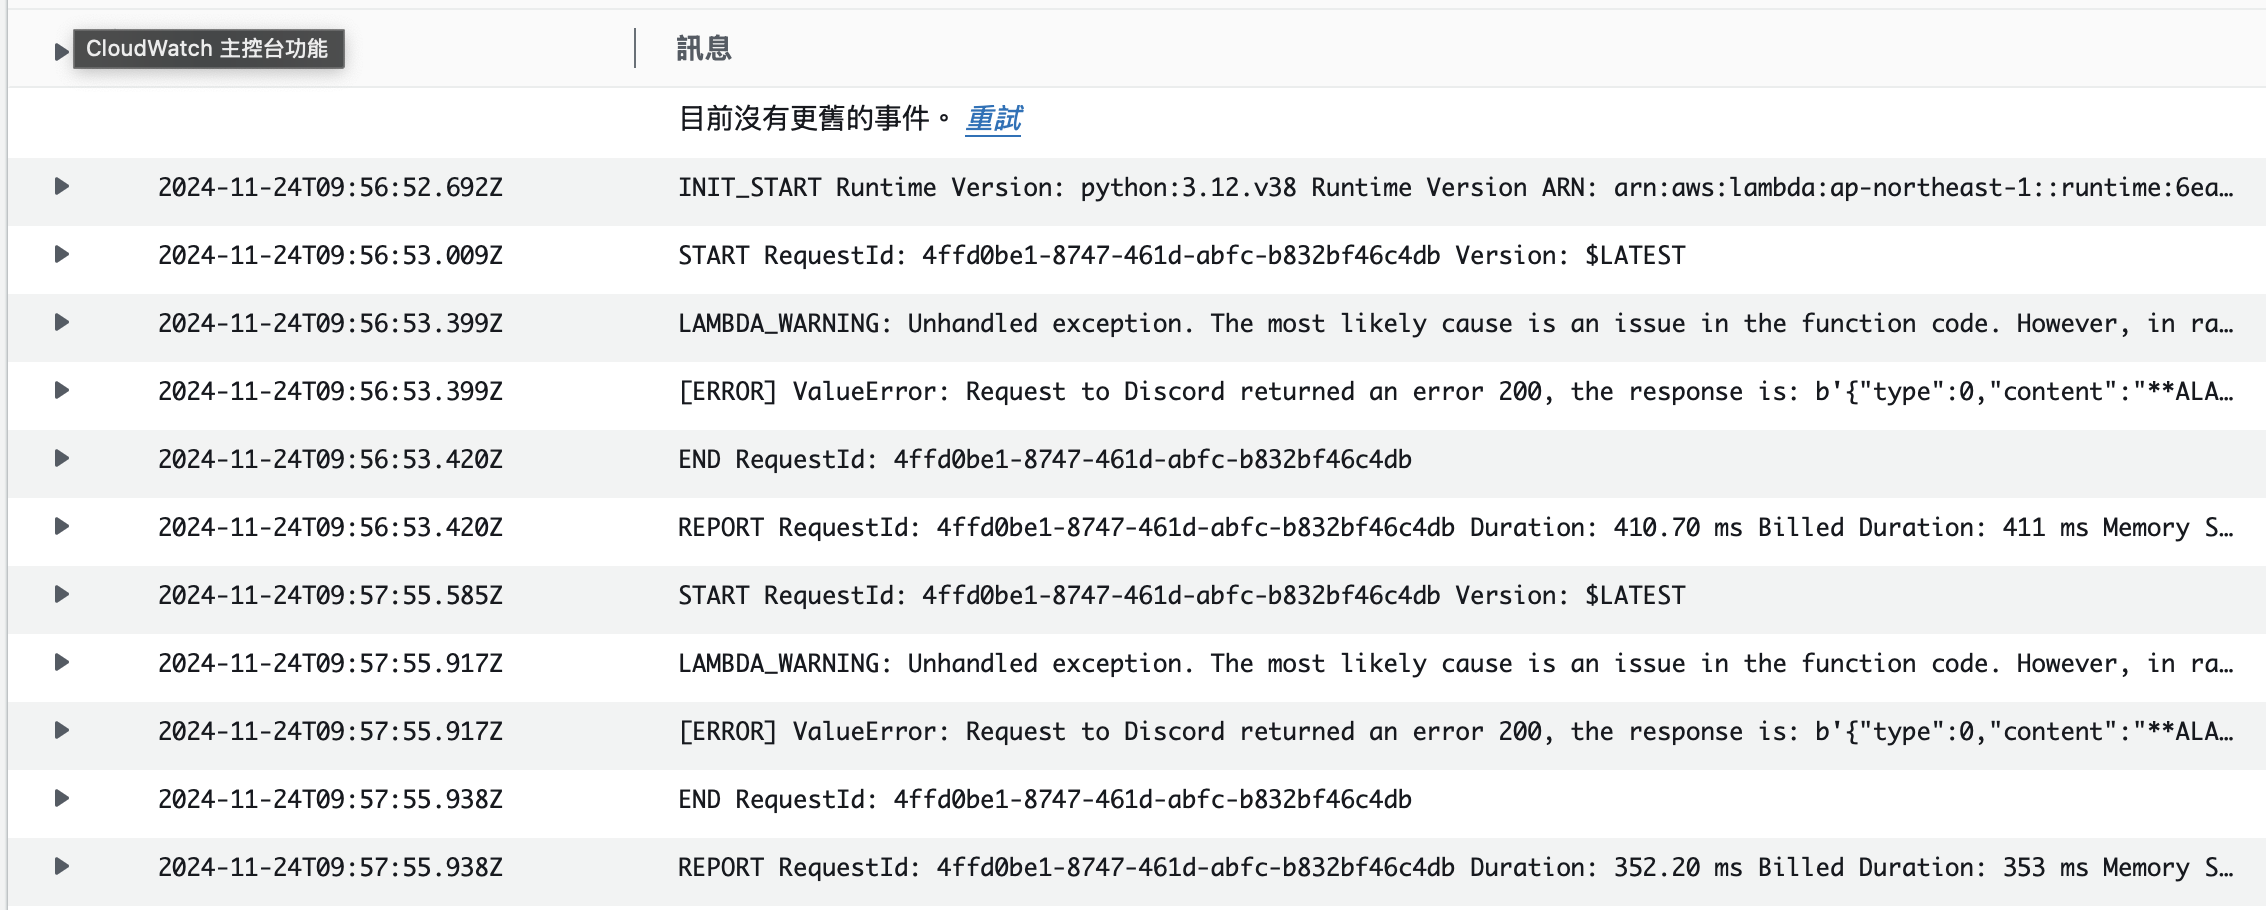 CloudWatch 主控台功能
訊息
目前沒有更舊的事件。 重試
2024-11-24T09:56:52.692Z INIT_START Runtime Version: python:3.12.v38 Runtime Version ARN: arn:aws:lambda:ap-northeast-1::runtime:6ea…
2024-11-24T09:56:53.009Z START RequestId: 4ffd0be1-8747-461d-abfc-b832bf46c4db Version: $LATEST
2024-11-24T09:56:53.399Z LAMBDA_WARNING: Unhandled exception. The most likely cause is an issue in the function code. However, in ra…
2024-11-24T09:56:53.399Z [ERROR] ValueError: Request to Discord returned an error 200, the response is: b'{"type":0,"content":"**ALA…
2024-11-24T09:56:53.420Z END RequestId: 4ffd0be1-8747-461d-abfc-b832bf46c4db
2024-11-24T09:56:53.420Z REPORT RequestId: 4ffd0be1-8747-461d-abfc-b832bf46c4db Duration: 410.70 ms Billed Duration: 411 ms Memory S…
2024-11-24T09:57:55.585Z START RequestId: 4ffd0be1-8747-461d-abfc-b832bf46c4db Version: $LATEST
2024-11-24T09:57:55.917Z LAMBDA_WARNING: Unhandled exception. The most likely cause is an issue in the function code. However, in ra…
2024-11-24T09:57:55.917Z [ERROR] ValueError: Request to Discord returned an error 200, the response is: b'{"type":0,"content":"**ALA…
2024-11-24T09:57:55.938Z END RequestId: 4ffd0be1-8747-461d-abfc-b832bf46c4db
2024-11-24T09:57:55.938Z REPORT RequestId: 4ffd0be1-8747-461d-abfc-b832bf46c4db Duration: 352.20 ms Billed Duration: 353 ms Memory S…